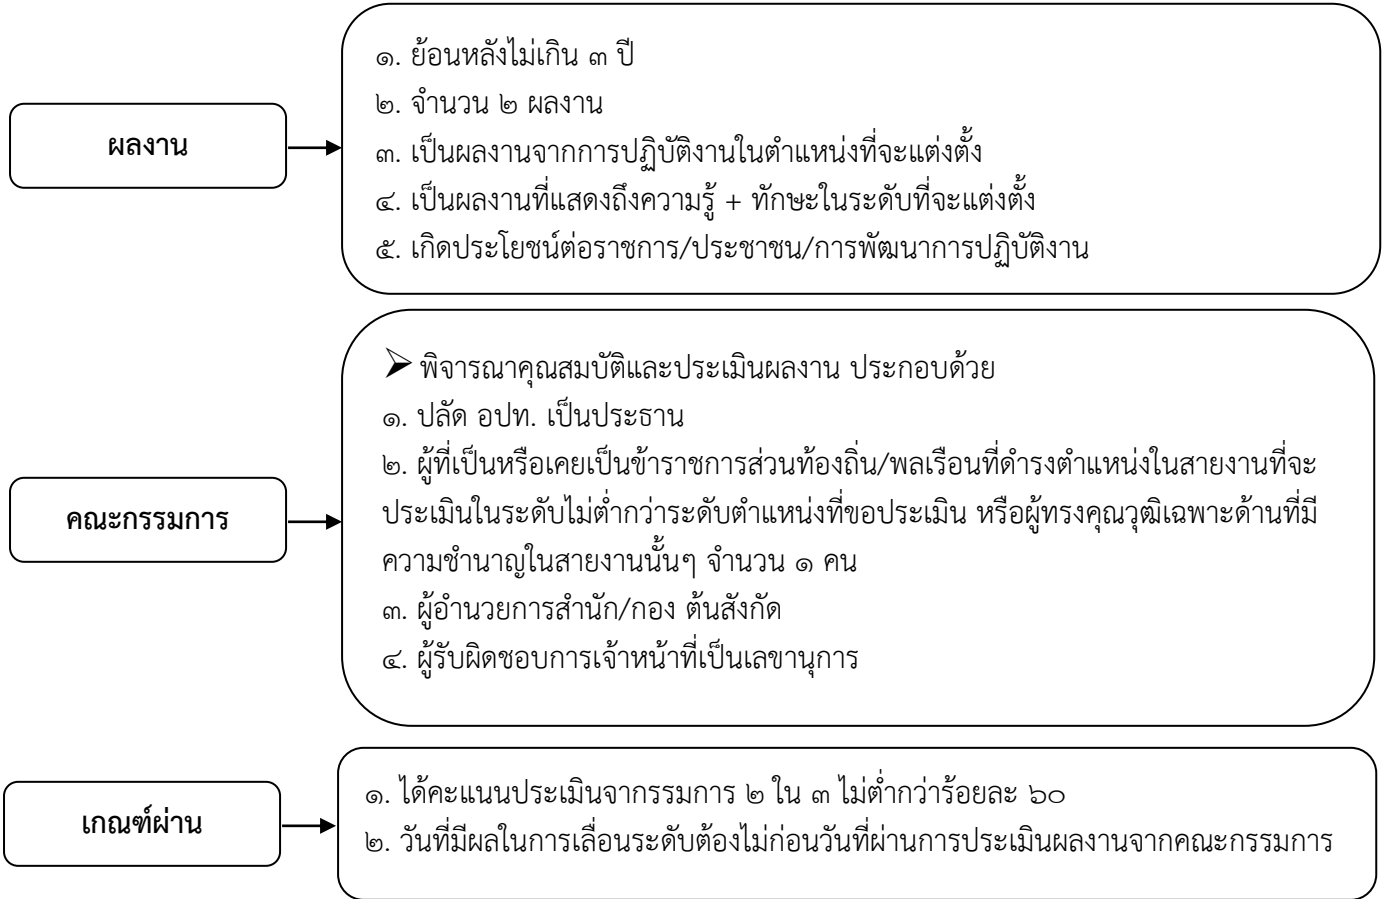 ผลงาน
๑. ย้อนหลังไม่เกิน ๓ ปี
๒. จำนวน ๒ ผลงาน
๓. เป็นผลงานจากการปฏิบัติงานในตำแหน่งที่จะแต่งตั้ง
๔. เป็นผลงานที่แสดงถึงความรู้ + ทักษะในระดับที่จะแต่งตั้ง
๕. เกิดประโยชน์ต่อราชการ/ประชาชน/การพัฒนาการปฏิบัติงาน
คณะกรรมการ
➢ พิจารณาคุณสมบัติและประเมินผลงาน ประกอบด้วย
๑. ปลัด อปท. เป็นประธาน
๒. ผู้ที่เป็นหรือเคยเป็นข้าราชการส่วนท้องถิ่น/พลเรือนที่ดำรงตำแหน่งในสายงานที่จะ
ประเมินในระดับไม่ต่ำกว่าระดับตำแหน่งที่ขอประเมิน หรือผู้ทรงคุณวุฒิเฉพาะด้านที่มี
ความชำนาญในสายงานนั้นๆ จำนวน ๑ คน
๓. ผู้อำนวยการสำนัก/กอง ต้นสังกัด
๔. ผู้รับผิดชอบการเจ้าหน้าที่เป็นเลขานุการ
เกณฑ์ผ่าน
๑. ได้คะแนนประเมินจากรรมการ ๒ ใน ๓ ไม่ต่ำกว่าร้อยละ ๖๐
๒. วันที่มีผลในการเลื่อนระดับต้องไม่ก่อนวันที่ผ่านการประเมินผลงานจากคณะกรรมการ